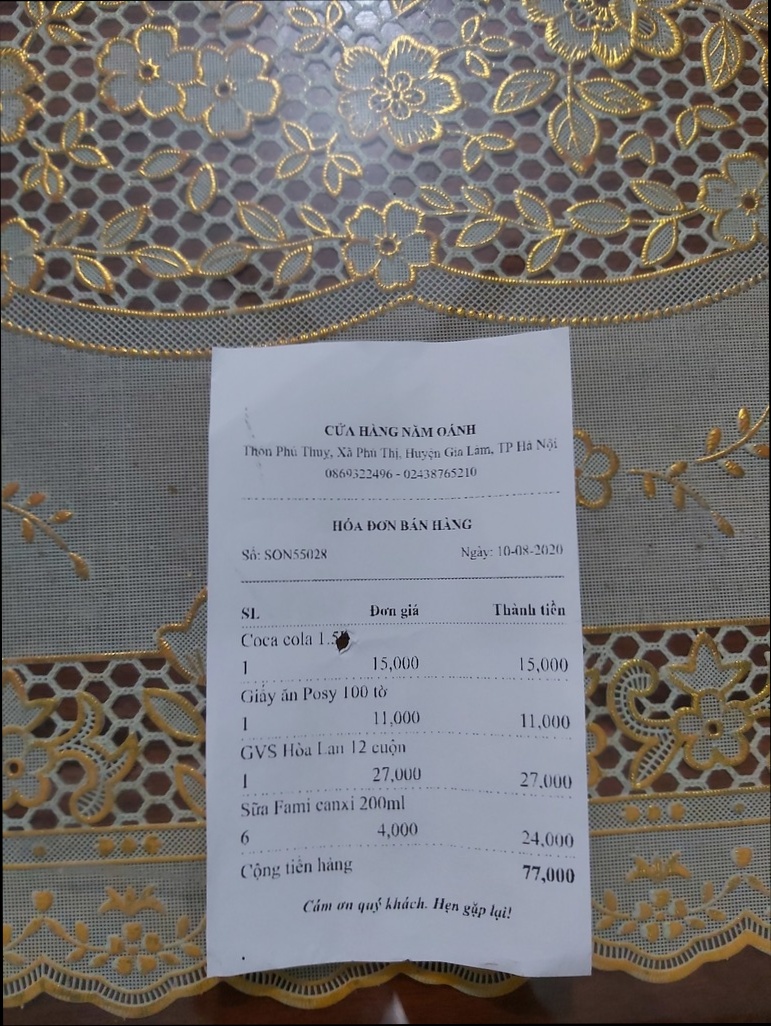 CỬA HÀNG NĂM OÁNH
Thôn Phú Thụy, Xã Phú Thị, Huyện Gia Lâm, TP Hà Nội
0869322496 - 02438765210
HÓA ĐƠN BÁN HÀNG
Số: SON55028 Ngày: 10-08-2020
SL Đơn giá Thành tiền
Coca cola
1 15,000 15,000
Giấy ăn Posy 100 tờ
1 11,000 11,000
GVS Hà Lan 12 cuộn
1 27,000 27,000
Sữa Fami canxi 200ml
6 4,000 24,000
Cộng tiền hàng 77,000
Cám ơn quý khách. Hẹn gặp lại!